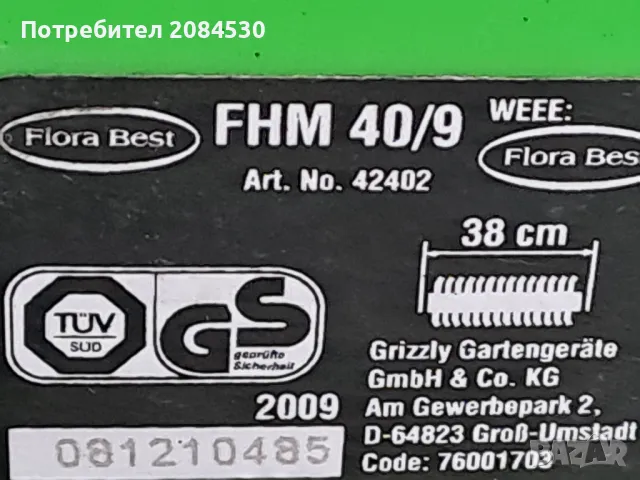 Потребител 2084530
Flora Best
FHM 40/9
WEEE:
Flora Bes
Art. No. 42402
38 cm
TÜV
SÜD
GS
geprüfte
Sicherheit
Grizzly Gartengeräte
GmbH & Co. KG
2009
Am Gewerbepark 2,
D-64823 Groß-Umstadt
081210485
Code: 76001703